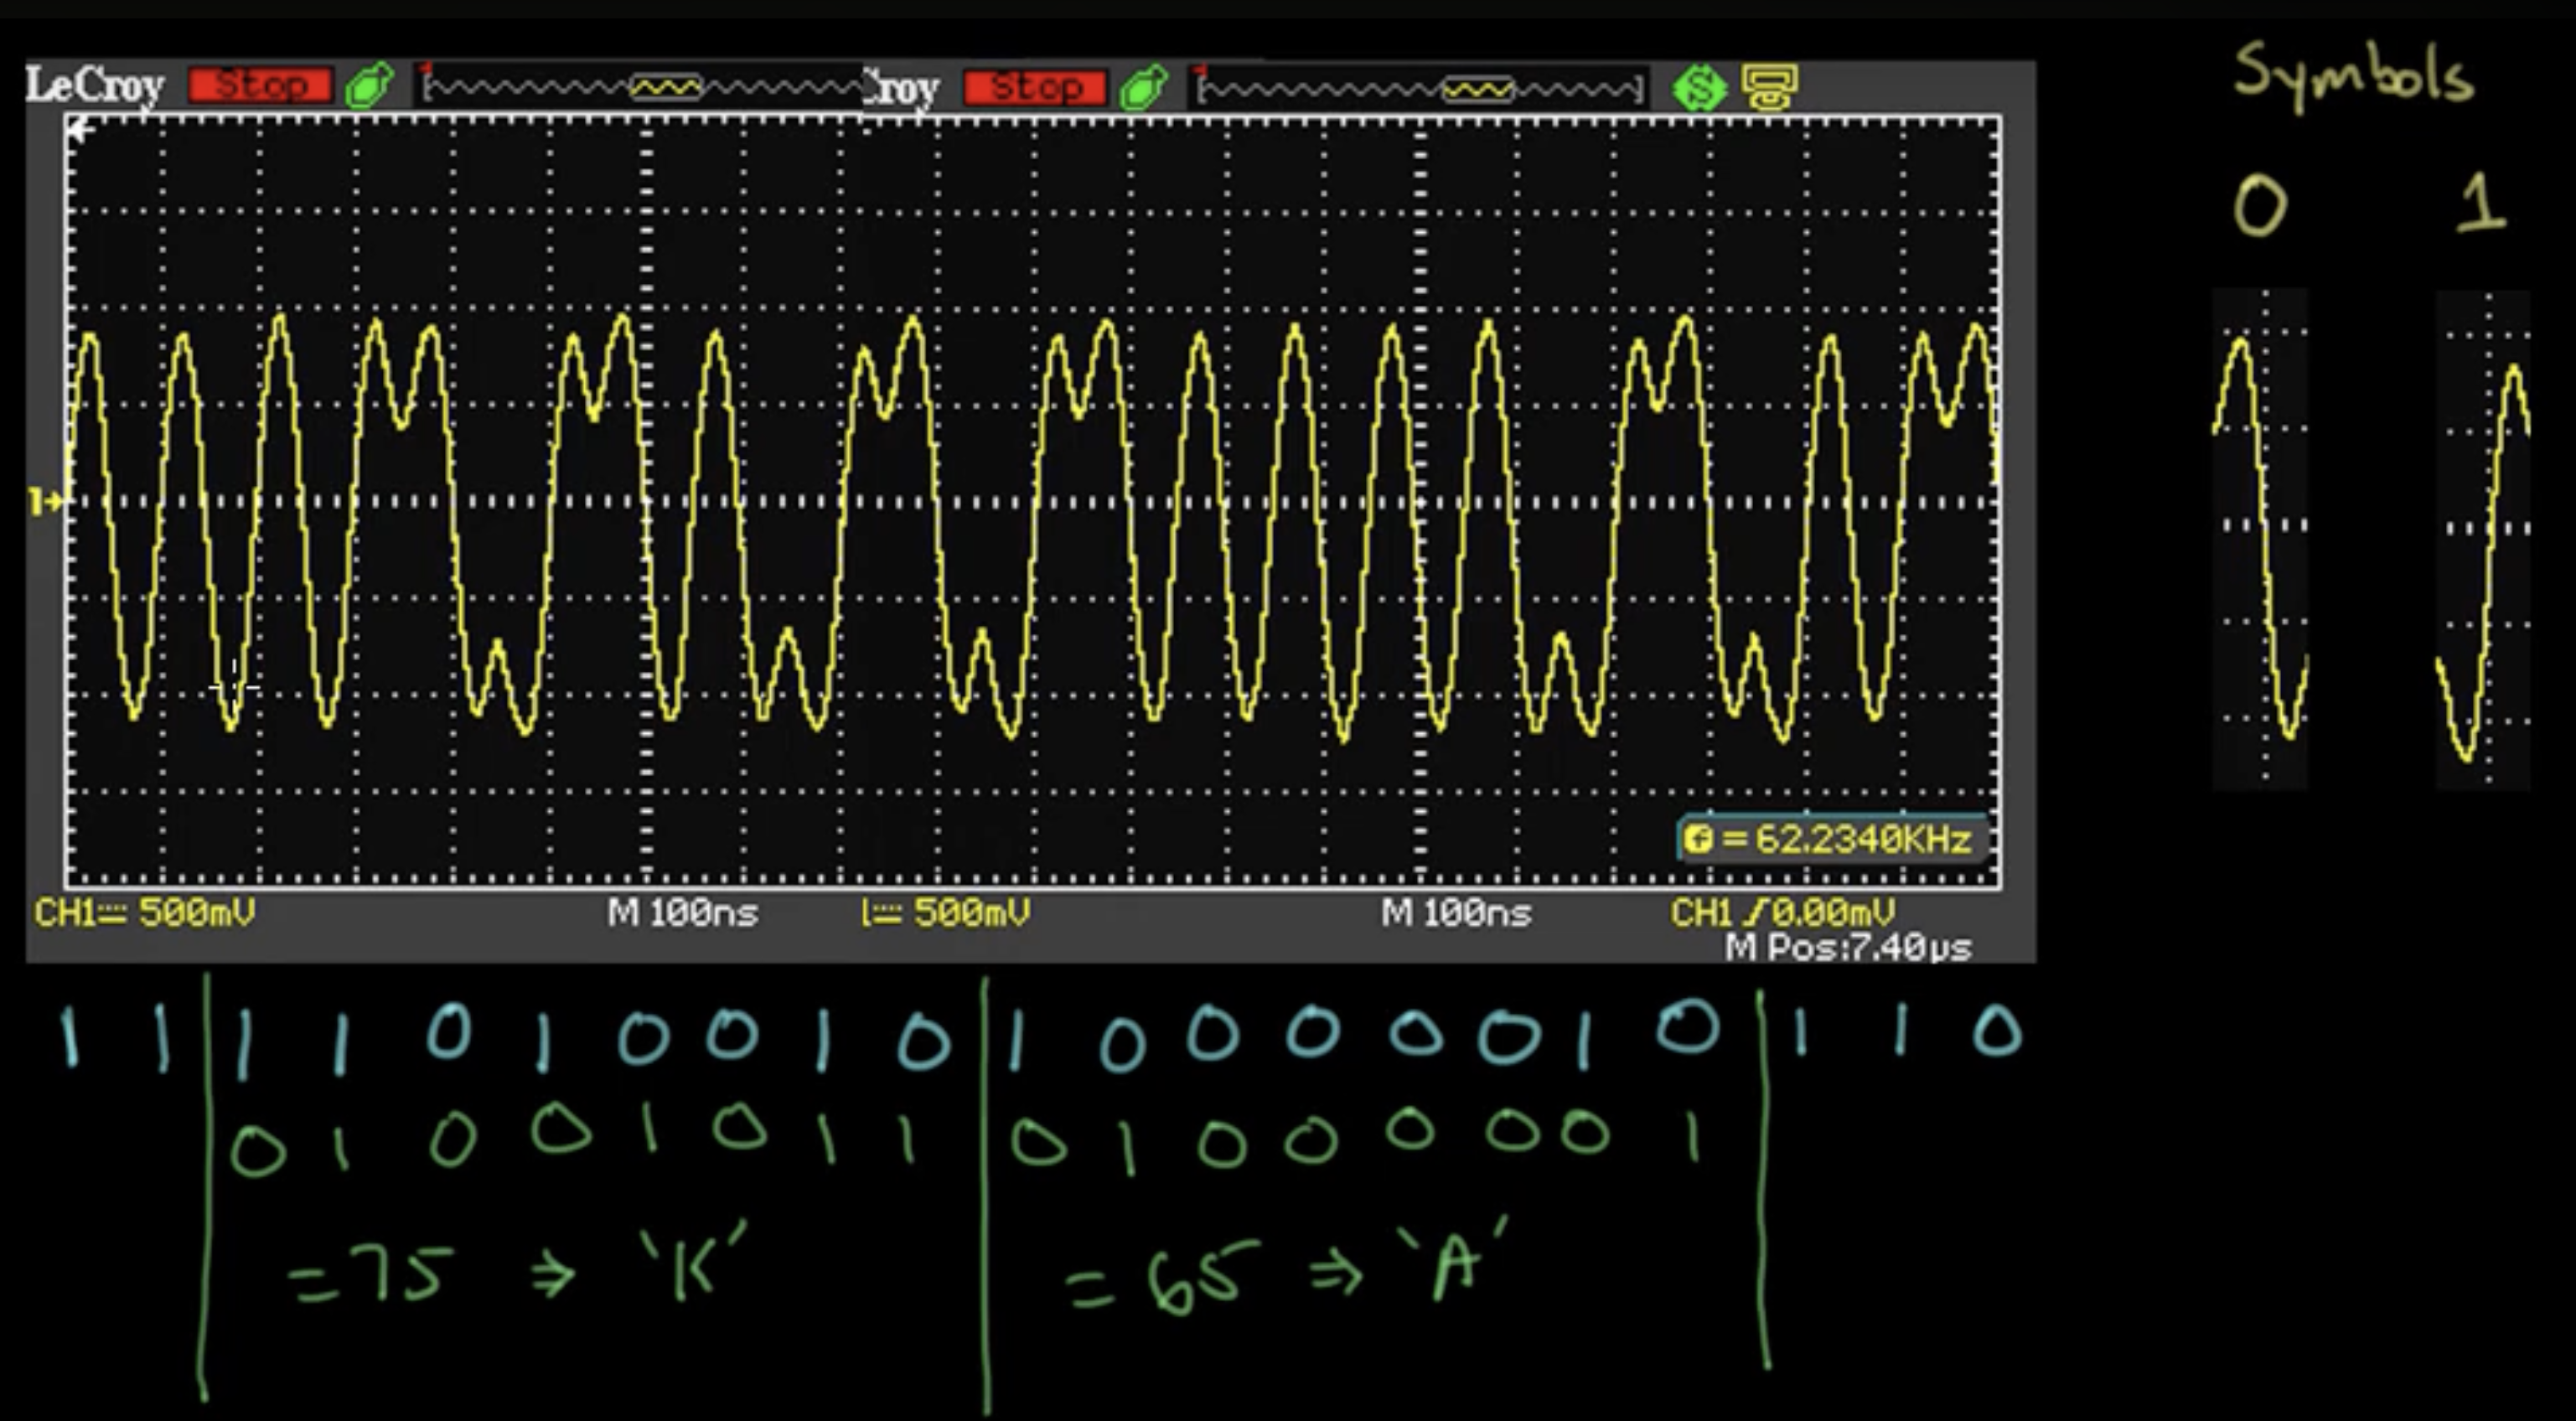 Symbols
LeCroy Stop Croy Stop
0 1
1
f = 62.2340KHz
CH1 500mV M 100ns 500mV M 100ns CH1 0.00mV
M Pos:7.40µs
1 1 1 1 0 1 0 0 1 0 1 0 0 0 0 0 1 0 1 1 0
0 1 0 0 1 0 1 1 0 1 0 0 0 0 0 1
= 75 ⇒ 'K' = 65 ⇒ 'A'